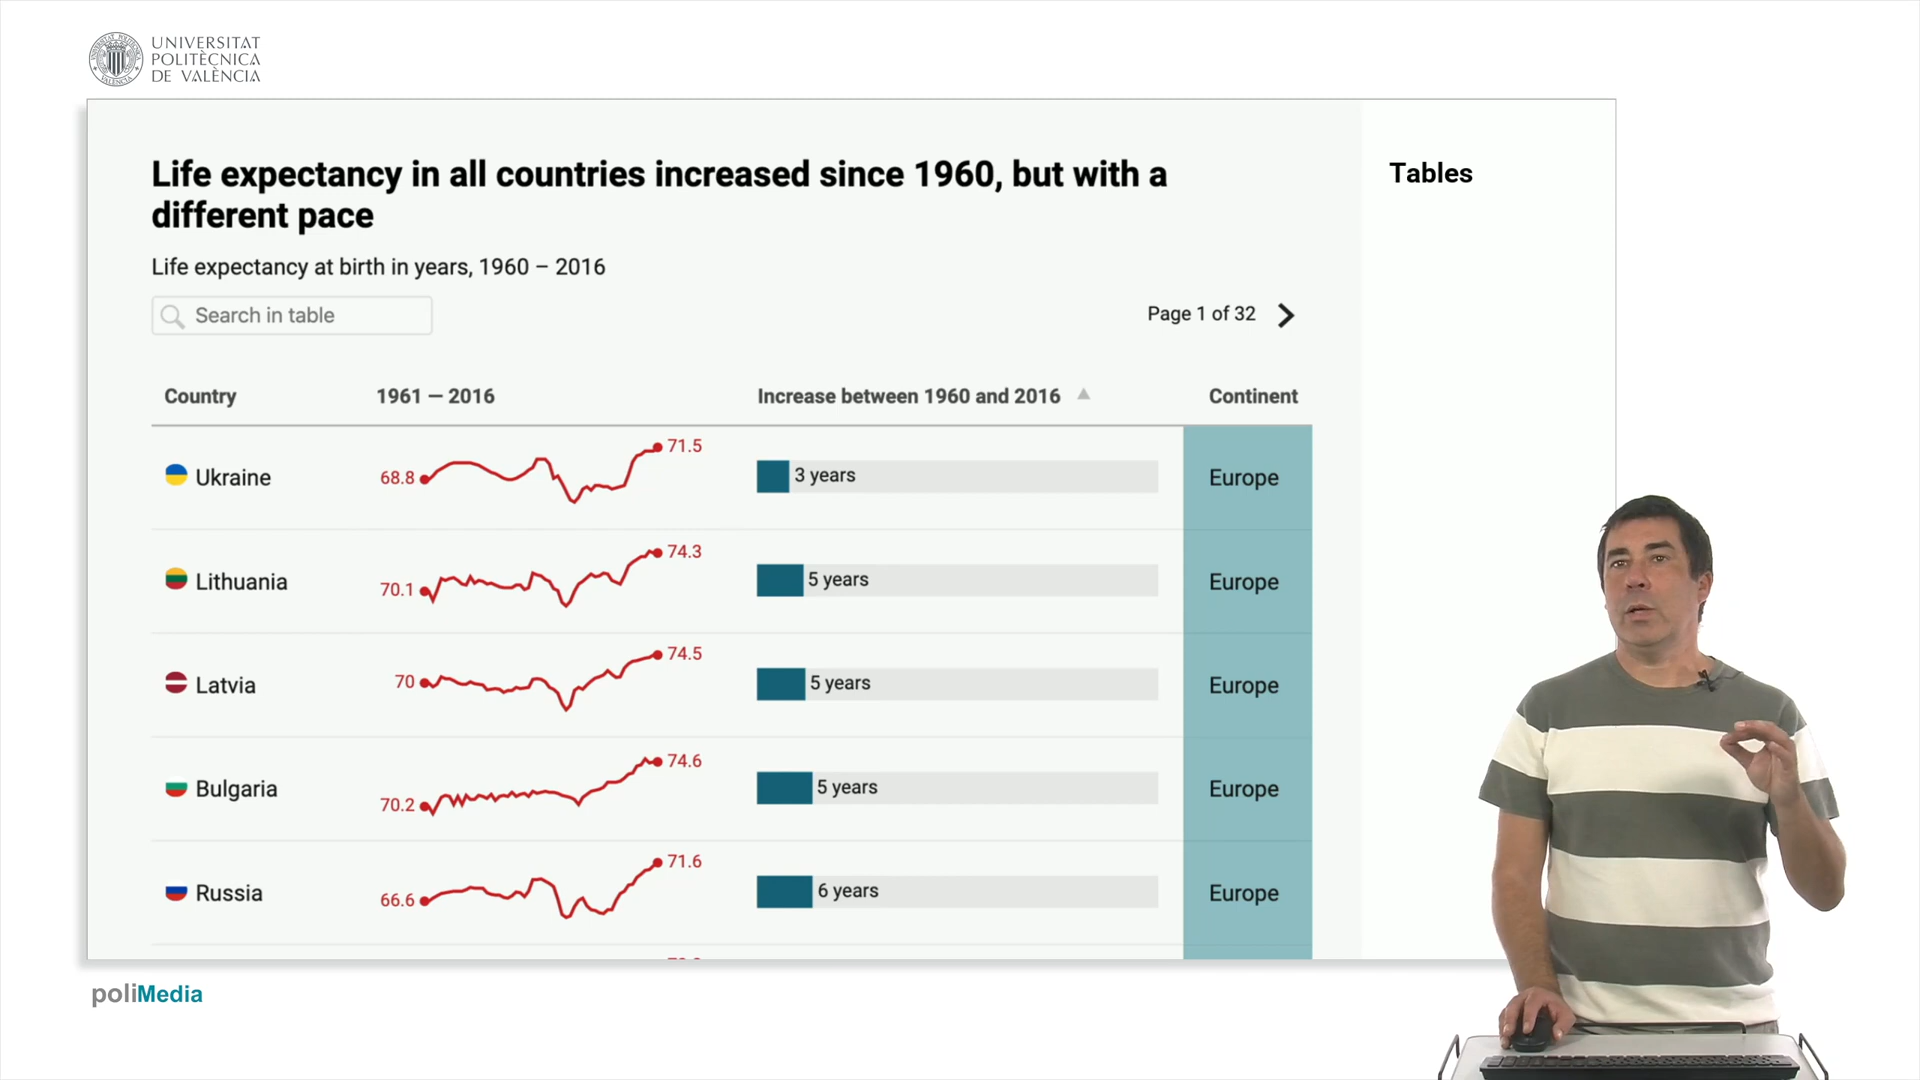 UNIVERSITAT
POLITÈCNICA
DE VALÈNCIA
Life expectancy in all countries increased since 1960, but with a
different pace
Tables
Life expectancy at birth in years, 1960 – 2016
Search in table
Page 1 of 32
Country 1961 — 2016 Increase between 1960 and 2016 Continent
Ukraine 68.8 71.5 3 years Europe
Lithuania 70.1 74.3 5 years Europe
Latvia 70 74.5 5 years Europe
Bulgaria 70.2 74.6 5 years Europe
Russia 66.6 71.6 6 years Europe
poliMedia